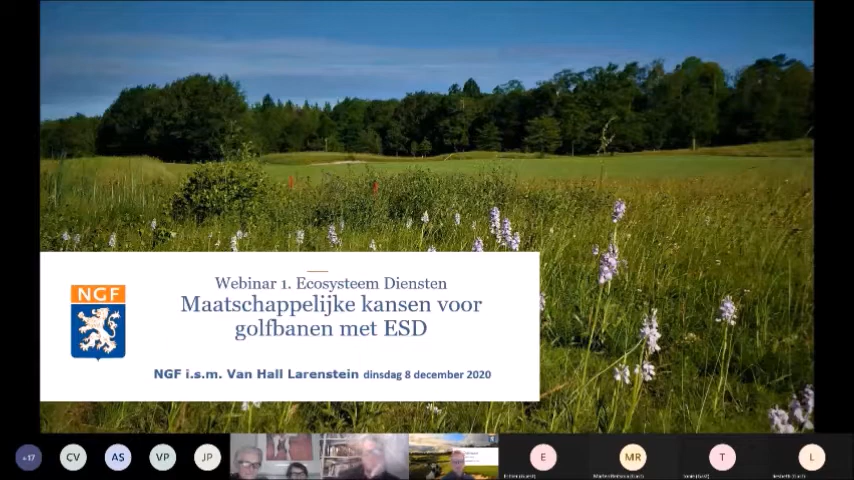 NGF
Webinar 1. Ecosysteem Diensten
Maatschappelijke kansen voor
golfbanen met ESD
NGF i.s.m. Van Hall Larenstein dinsdag 8 december 2020
+17
CV
AS
VP
JP
E
MR
T
L